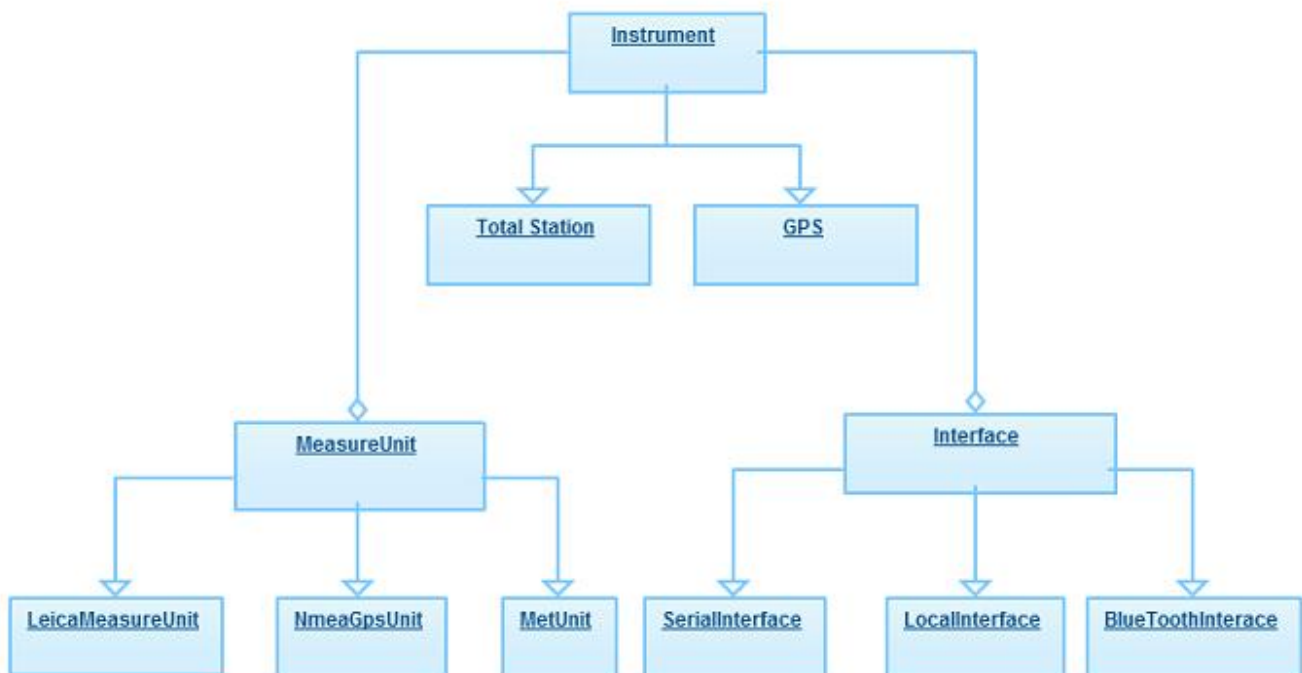 Instrument
Total Station
GPS
MeasureUnit
Interface
LeicaMeasureUnit
NmeaGpsUnit
MetUnit
SerialInterface
LocalInterface
BlueToothInterace